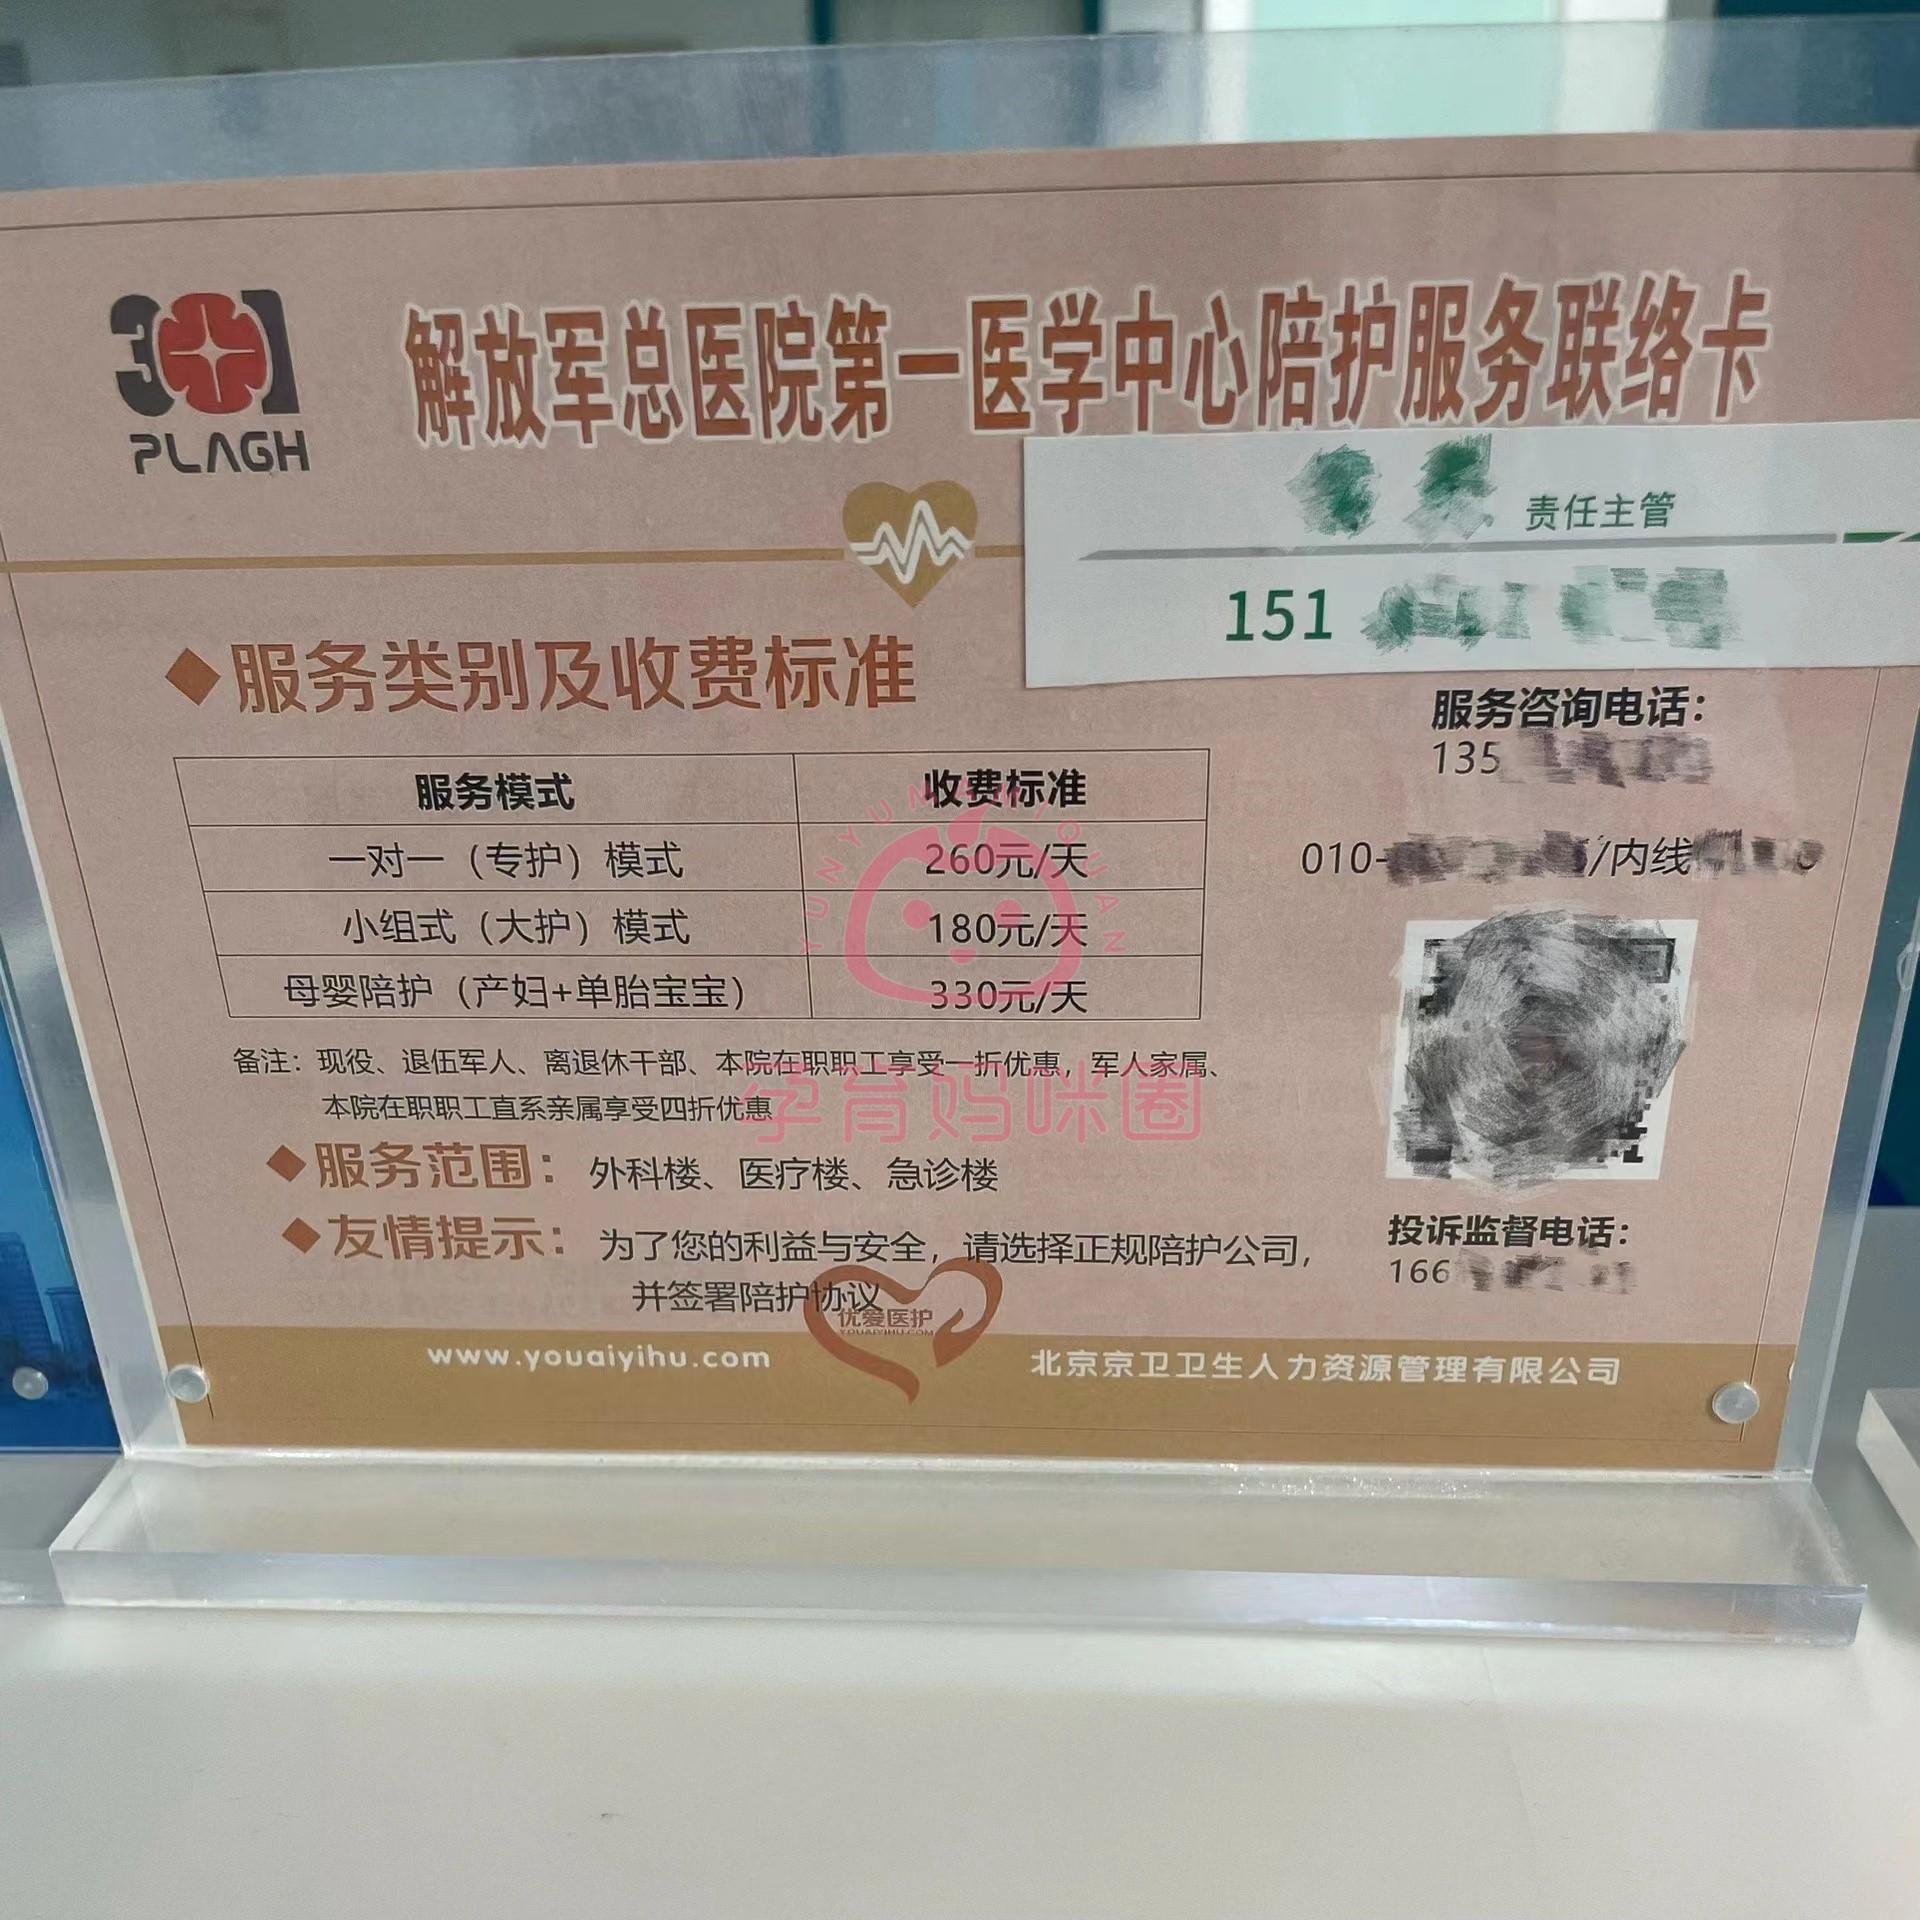 301
PLAGH
解放军总医院第一医学中心陪护服务联络卡
责任主管
151
◆服务类别及收费标准
服务模式 收费标准
一对一（专护）模式 260元/天
小组式（大护）模式 180元/天
母婴陪护（产妇+单胎宝宝） 330元/天
备注：现役、退伍军人、离退休干部、本院在职职工享受一折优惠，军人家属、
本院在职职工直系亲属享受四折优惠
◆服务范围：外科楼、医疗楼、急诊楼
◆友情提示：为了您的利益与安全，请选择正规陪护公司，
并签署陪护协议
服务咨询电话：
135
010- /内线
投诉监督电话：
166
优爱医护
YOUAIYIHU.COM
www.youaiyihu.com
北京京卫卫生人力资源管理有限公司
YUNYUMAMIQUAN
孕育妈咪圈